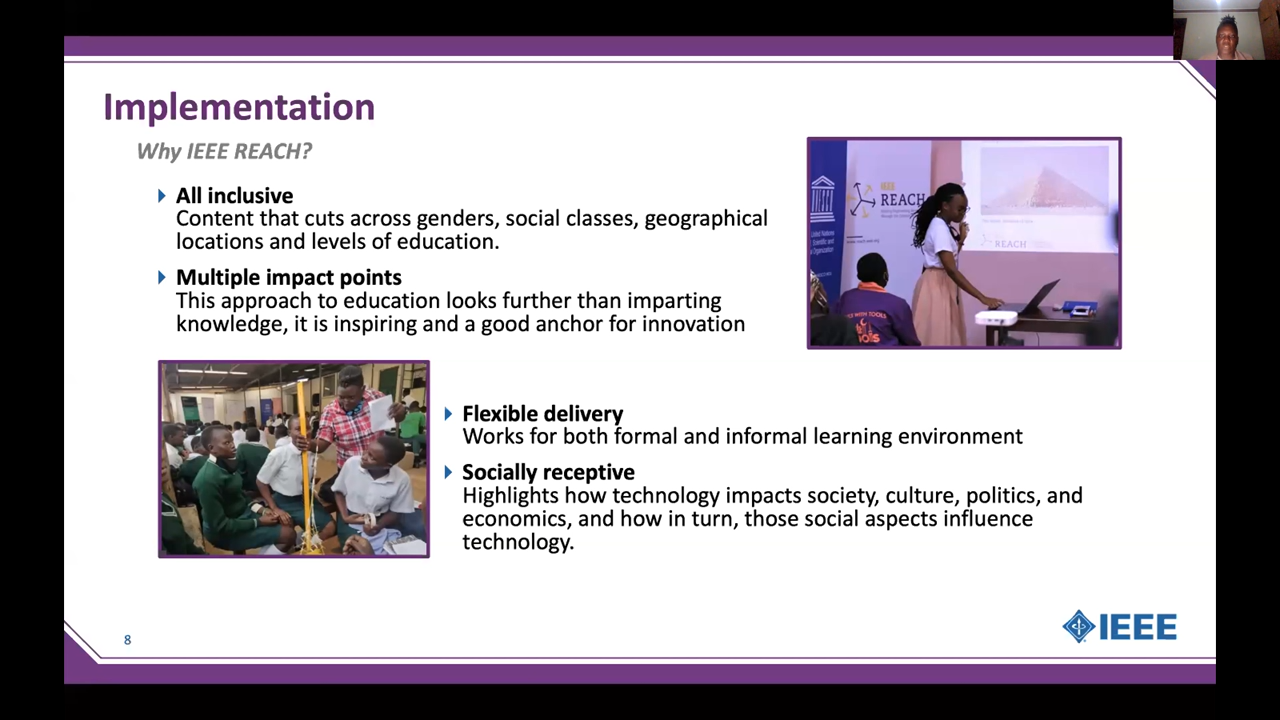 Implementation
Why IEEE REACH?
All inclusive
Content that cuts across genders, social classes, geographical
locations and levels of education.
Multiple impact points
This approach to education looks further than imparting
knowledge, it is inspiring and a good anchor for innovation
IEEE
REACH
REACH
Flexible delivery
Works for both formal and informal learning environment
Socially receptive
Highlights how technology impacts society, culture, politics, and
economics, and how in turn, those social aspects influence
technology.
8
IEEE